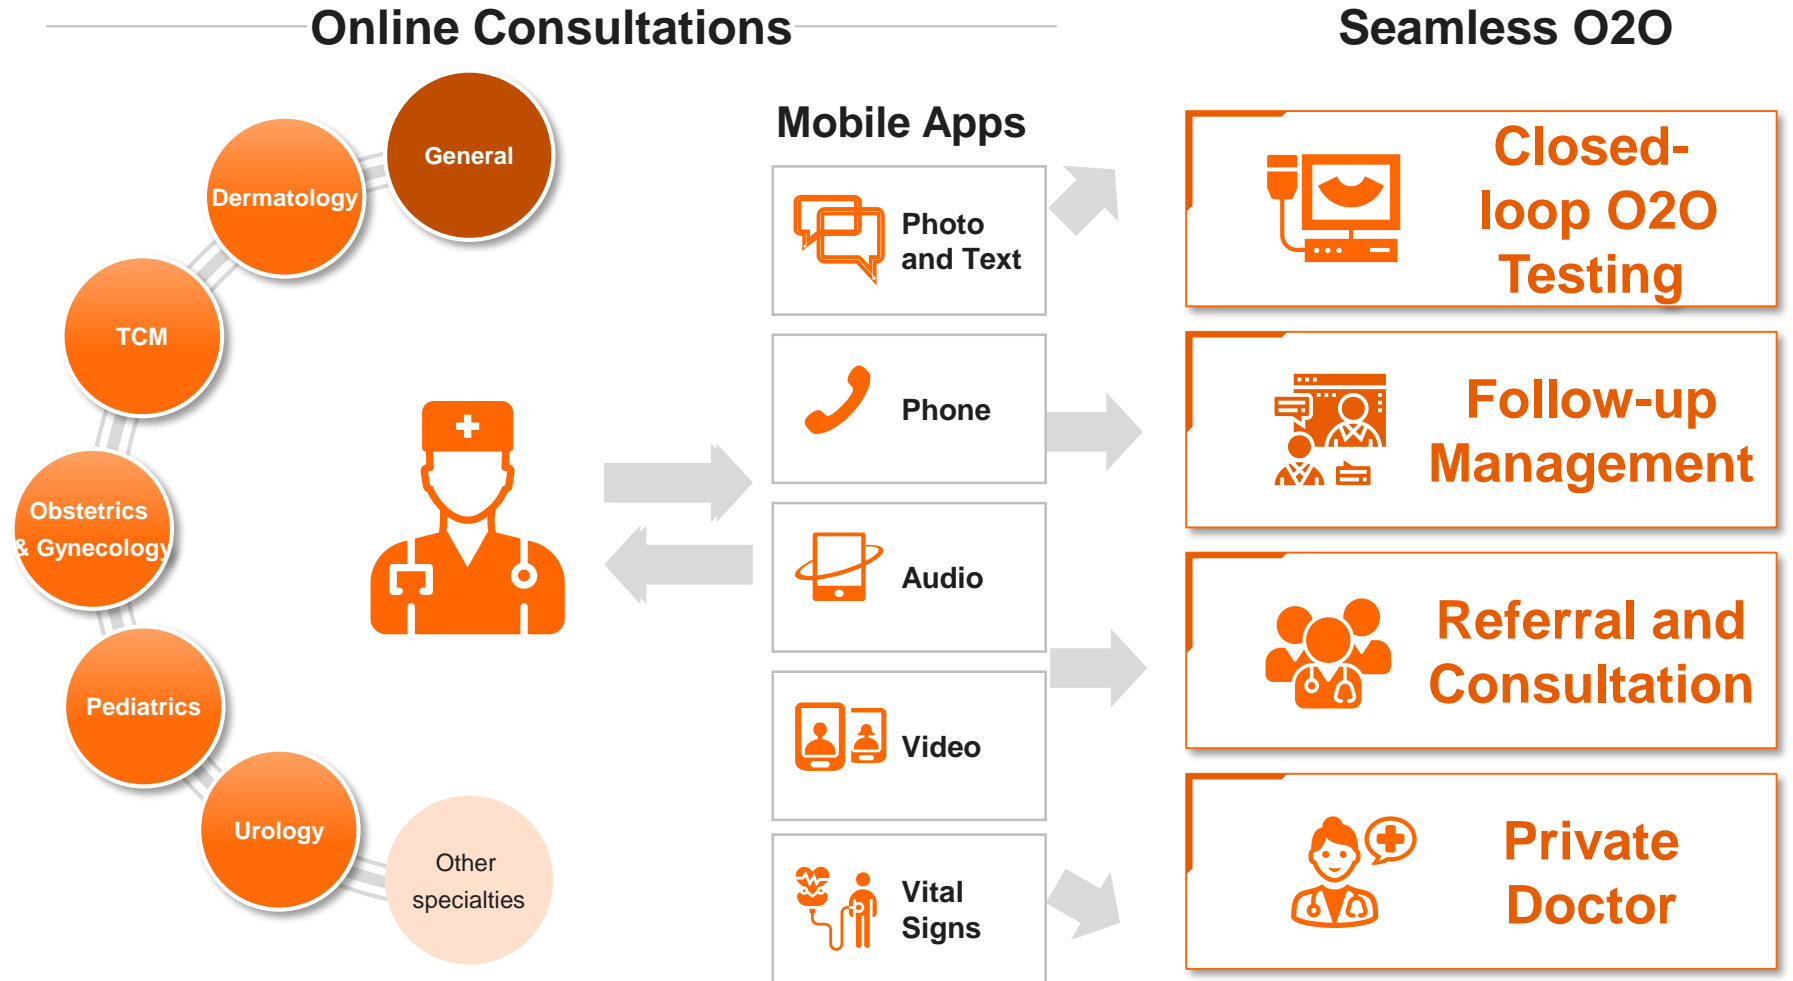 Online Consultations
Seamless O2O
General
Dermatology
TCM
Obstetrics
& Gynecology
Pediatrics
Urology
Other
specialties
Mobile Apps
Photo
and Text
Phone
Audio
Video
Vital
Signs
Closed-
loop O2O
Testing
Follow-up
Management
Referral and
Consultation
Private
Doctor